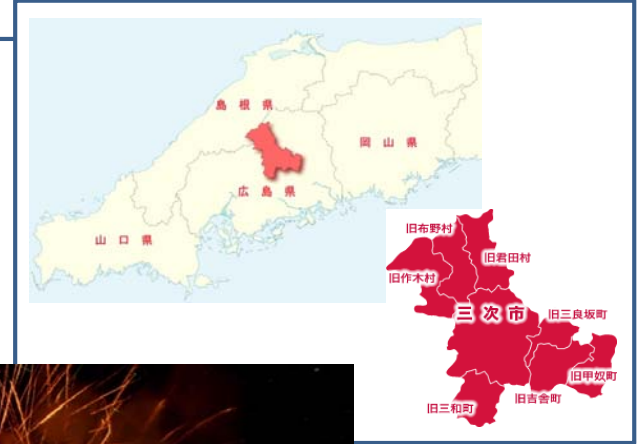 島根県
岡山県
広島県
山口県
旧布野村
旧君田村
旧作木村
三次市
旧三良坂町
旧甲奴町
旧吉舎町
旧三和町